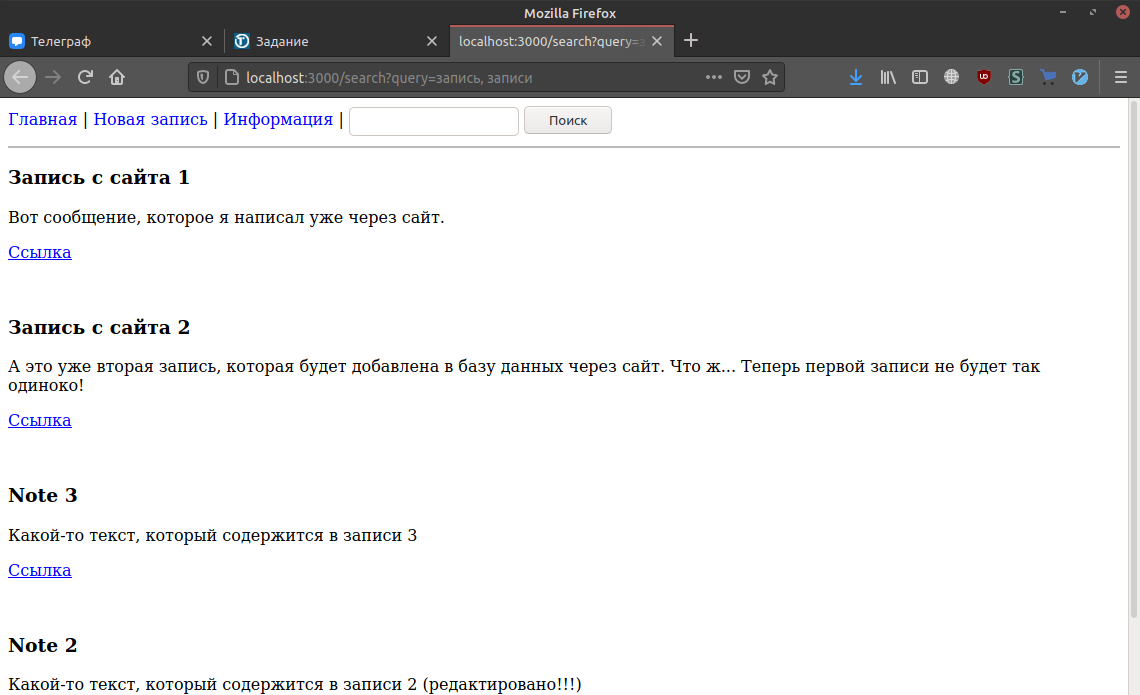 Mozilla Firefox
Телеграф
Задание
localhost:3000/search?query=
localhost:3000/search?query=запись, записи
Главная | Новая запись | Информация |
Поиск
Запись с сайта 1
Вот сообщение, которое я написал уже через сайт.
Ссылка
Запись с сайта 2
А это уже вторая запись, которая будет добавлена в базу данных через сайт. Что ж... Теперь первой записи не будет так
одиноко!
Ссылка
Note 3
Какой-то текст, который содержится в записи 3
Ссылка
Note 2
Какой-то текст, который содержится в записи 2 (редактировано!!!)